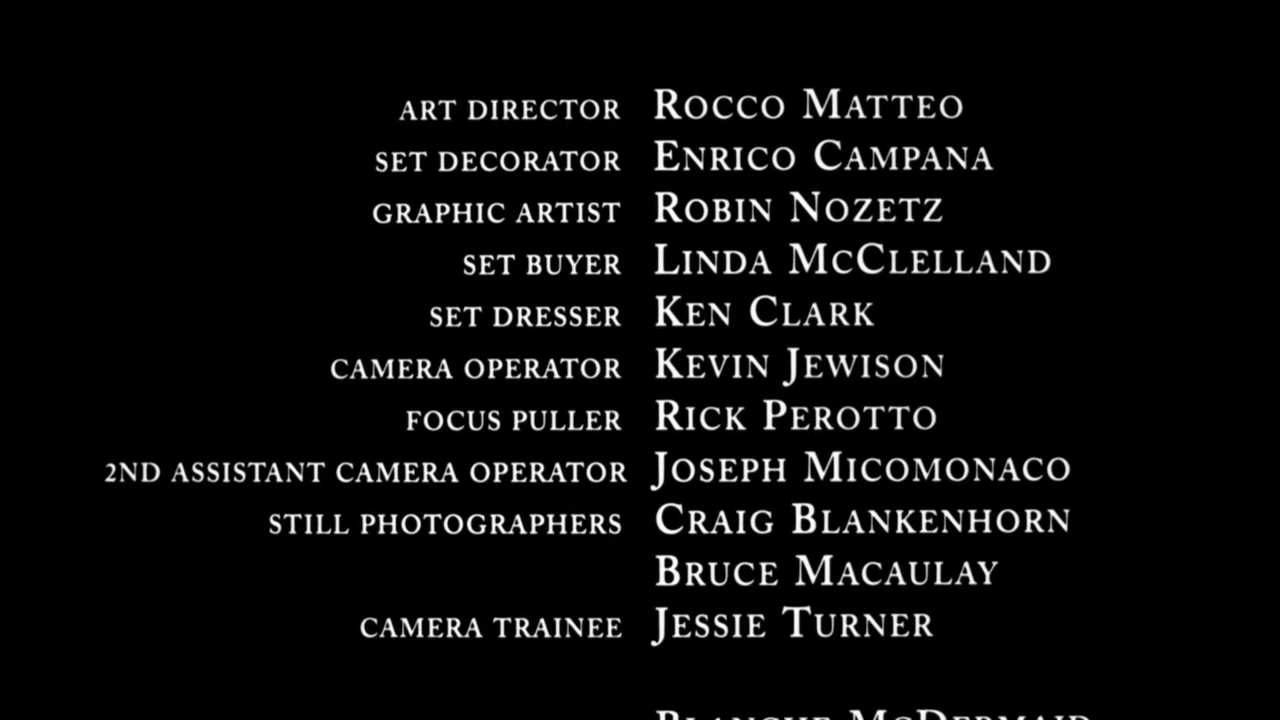 ART DIRECTOR ROCCO MATTEO
SET DECORATOR ENRICO CAMPANA
GRAPHIC ARTIST ROBIN NOZETZ
SET BUYER LINDA MCCLELLAND
SET DRESSER KEN CLARK
CAMERA OPERATOR KEVIN JEWISON
FOCUS PULLER RICK PEROTTO
2ND ASSISTANT CAMERA OPERATOR JOSEPH MICOMONACO
STILL PHOTOGRAPHERS CRAIG BLANKENHORN
BRUCE MACAULAY
CAMERA TRAINEE JESSIE TURNER
BLANCHE MCDERMAID